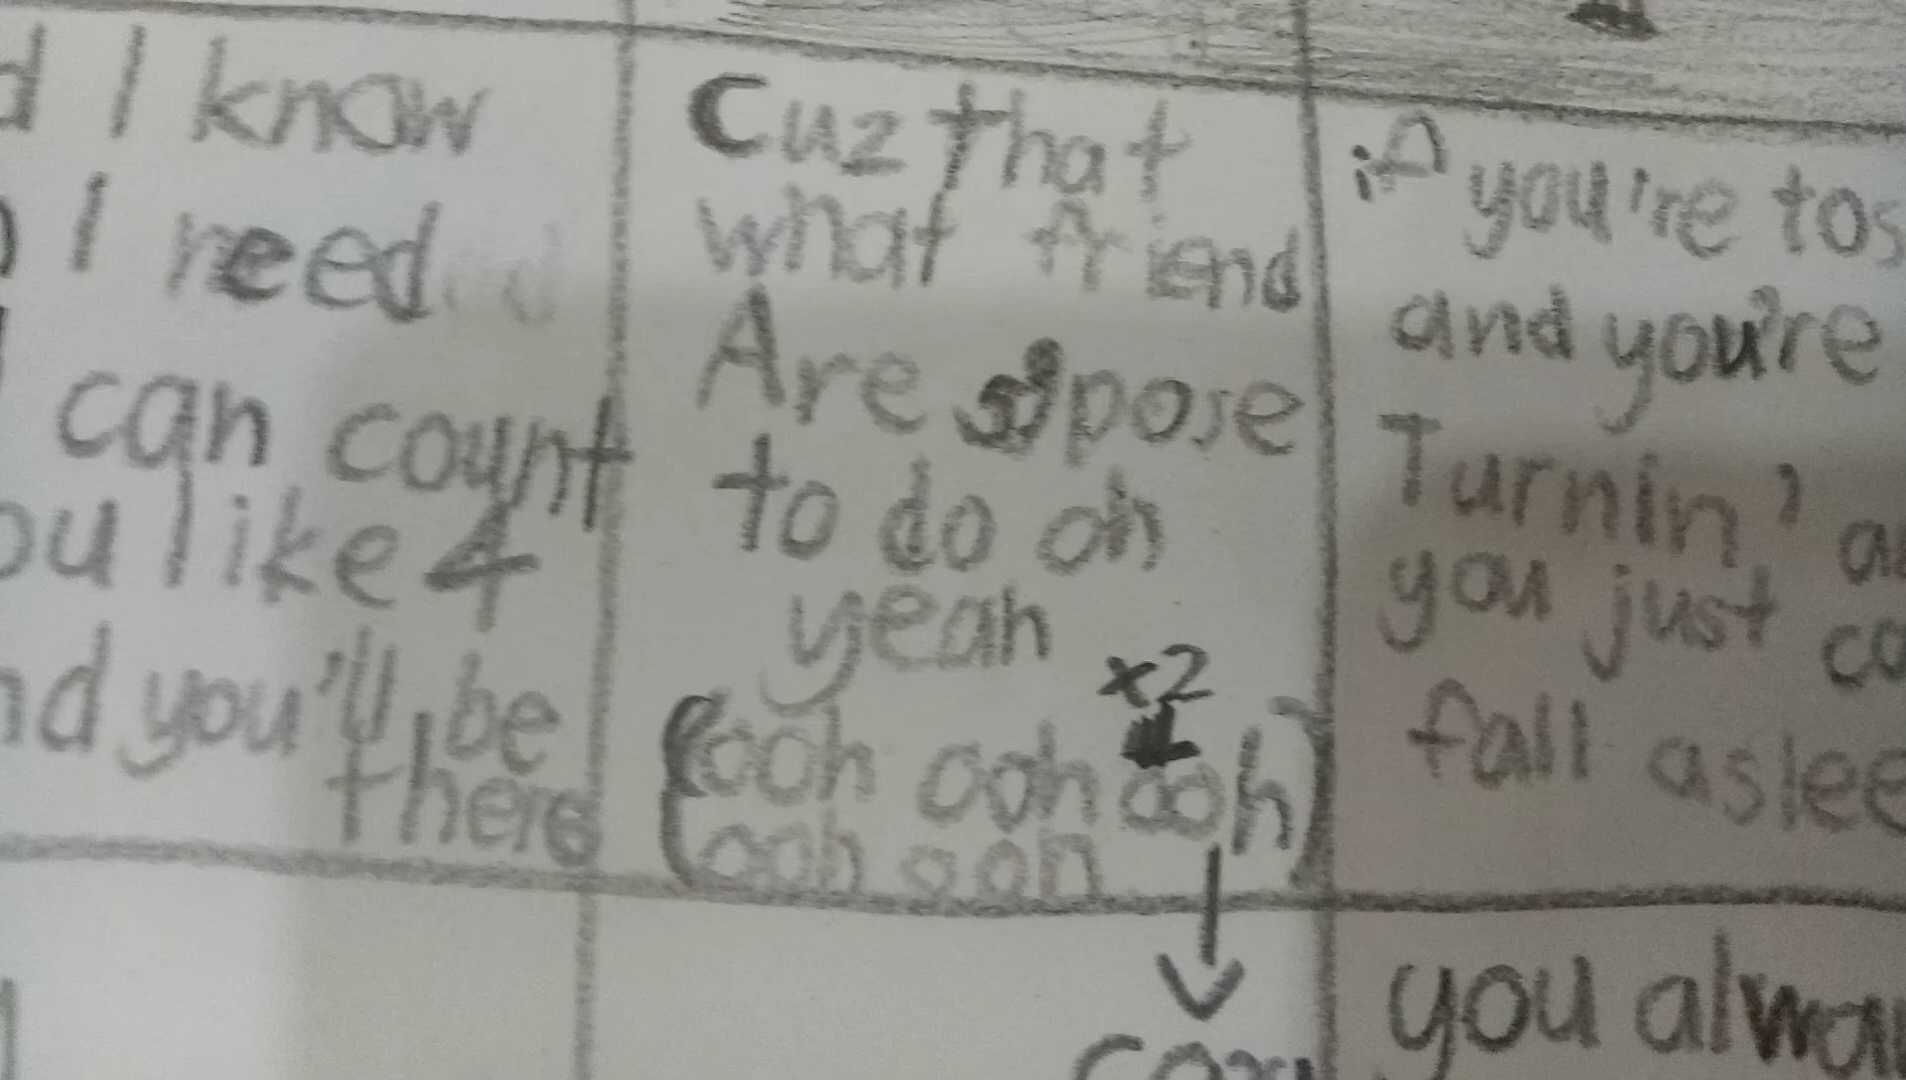 I know
I need
can count
ou like 4
nd you'll be
there
Cuz that
what friend
Are spose
to do oh
yeah
x2
(ooh ooh ooh)
ooh ooh
if you're tos
and you're
Turnin' a
you just co
fall aslee
you alway